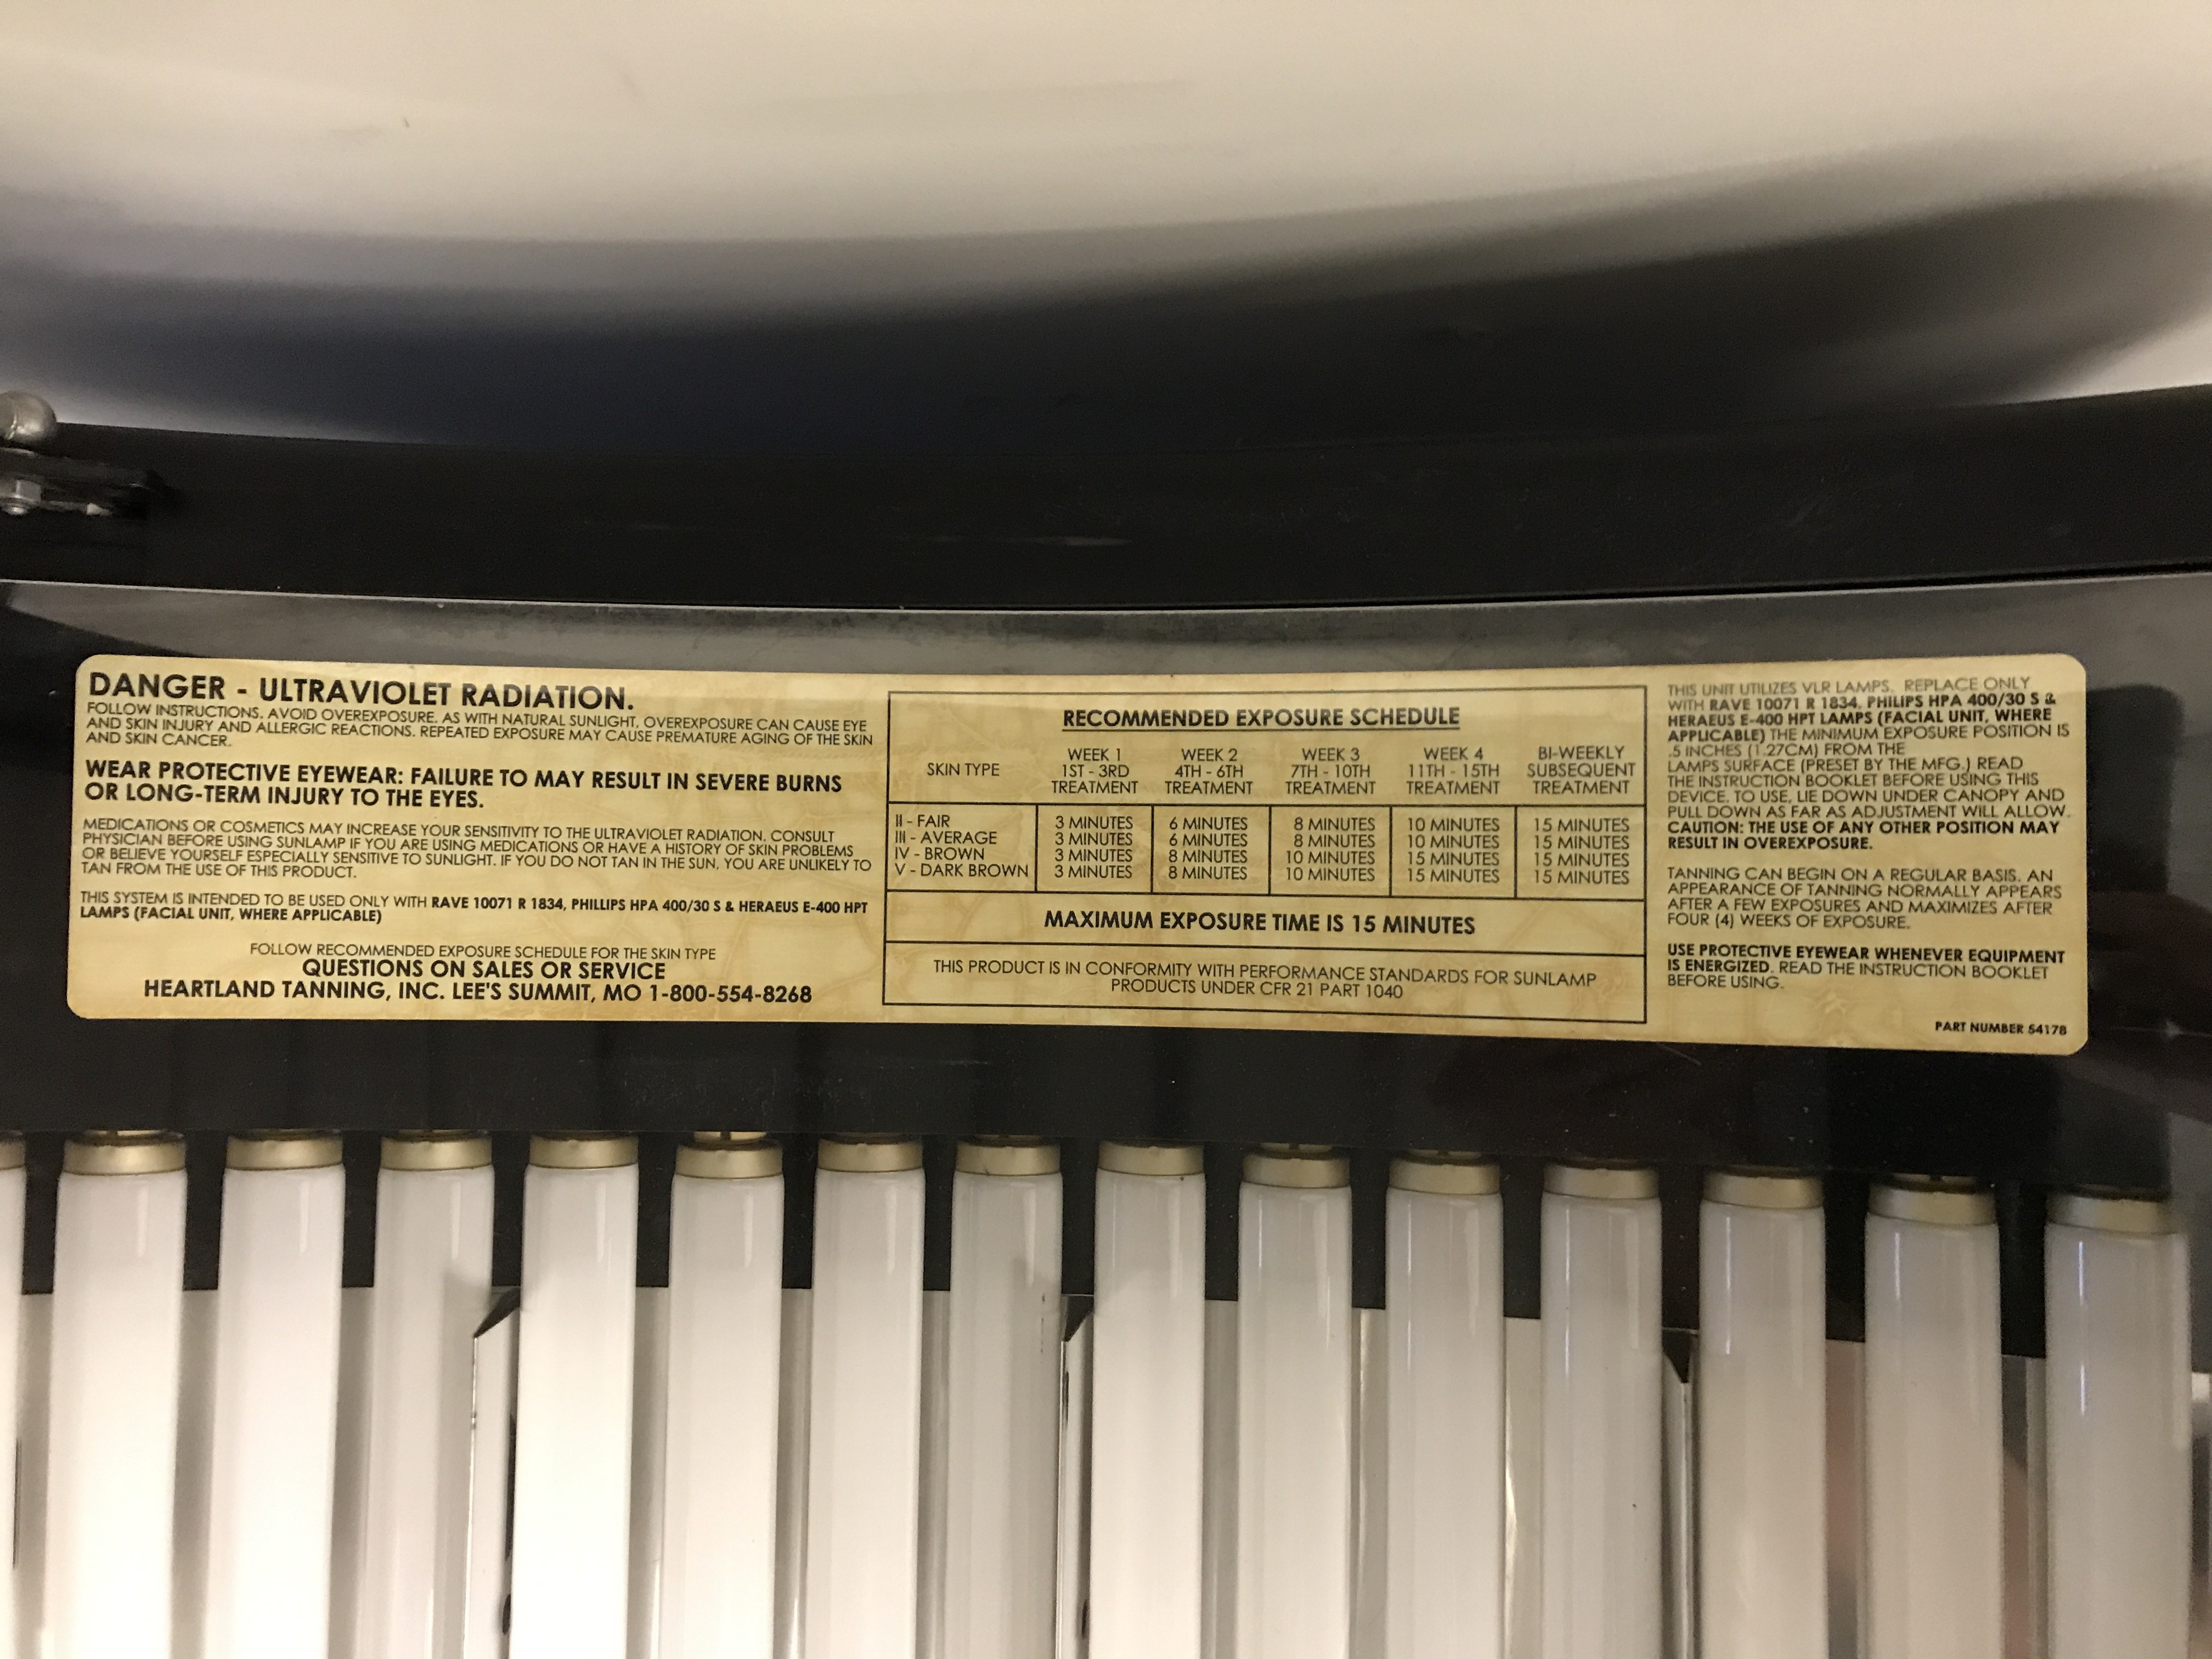 DANGER - ULTRAVIOLET RADIATION.
FOLLOW INSTRUCTIONS. AVOID OVEREXPOSURE. AS WITH NATURAL SUNLIGHT, OVEREXPOSURE CAN CAUSE EYE
AND SKIN INJURY AND ALLERGIC REACTIONS. REPEATED EXPOSURE MAY CAUSE PREMATURE AGING OF THE SKIN
AND SKIN CANCER.
WEAR PROTECTIVE EYEWEAR: FAILURE TO MAY RESULT IN SEVERE BURNS
OR LONG-TERM INJURY TO THE EYES.
MEDICATIONS OR COSMETICS MAY INCREASE YOUR SENSITIVITY TO THE ULTRAVIOLET RADIATION. CONSULT
PHYSICIAN BEFORE USING SUNLAMP IF YOU ARE USING MEDICATIONS OR HAVE A HISTORY OF SKIN PROBLEMS
OR BELIEVE YOURSELF ESPECIALLY SENSITIVE TO SUNLIGHT. IF YOU DO NOT TAN IN THE SUN, YOU ARE UNLIKELY TO
TAN FROM THE USE OF THIS PRODUCT.
THIS SYSTEM IS INTENDED TO BE USED ONLY WITH RAVE 10071 R 1834, PHILLIPS HPA 400/30 S & HERAEUS E-400 HPT
LAMPS (FACIAL UNIT, WHERE APPLICABLE)
FOLLOW RECOMMENDED EXPOSURE SCHEDULE FOR THE SKIN TYPE
QUESTIONS ON SALES OR SERVICE
HEARTLAND TANNING, INC. LEE'S SUMMIT, MO 1-800-554-8268
RECOMMENDED EXPOSURE SCHEDULE
SKIN TYPE
WEEK 1 WEEK 2 WEEK 3 WEEK 4 BI-WEEKLY
1ST - 3RD 4TH - 6TH 7TH - 10TH 11TH - 15TH SUBSEQUENT
TREATMENT TREATMENT TREATMENT TREATMENT TREATMENT
II - FAIR 3 MINUTES 6 MINUTES 8 MINUTES 10 MINUTES 15 MINUTES
III - AVERAGE 3 MINUTES 6 MINUTES 8 MINUTES 10 MINUTES 15 MINUTES
IV - BROWN 3 MINUTES 8 MINUTES 10 MINUTES 15 MINUTES 15 MINUTES
V - DARK BROWN 3 MINUTES 8 MINUTES 10 MINUTES 15 MINUTES 15 MINUTES
MAXIMUM EXPOSURE TIME IS 15 MINUTES
THIS PRODUCT IS IN CONFORMITY WITH PERFORMANCE STANDARDS FOR SUNLAMP
PRODUCTS UNDER CFR 21 PART 1040
THIS UNIT UTILIZES VLR LAMPS. REPLACE ONLY
WITH RAVE 10071 R 1834, PHILIPS HPA 400/30 S &
HERAEUS E-400 HPT LAMPS (FACIAL UNIT, WHERE
APPLICABLE) THE MINIMUM EXPOSURE POSITION IS
.5 INCHES (1.27CM) FROM THE
LAMPS SURFACE (PRESET BY THE MFG.) READ
THE INSTRUCTION BOOKLET BEFORE USING THIS
DEVICE. TO USE, LIE DOWN UNDER CANOPY AND
PULL DOWN AS FAR AS ADJUSTMENT WILL ALLOW.
CAUTION: THE USE OF ANY OTHER POSITION MAY
RESULT IN OVEREXPOSURE.
TANNING CAN BEGIN ON A REGULAR BASIS. AN
APPEARANCE OF TANNING NORMALLY APPEARS
AFTER A FEW EXPOSURES AND MAXIMIZES AFTER
FOUR (4) WEEKS OF EXPOSURE.
USE PROTECTIVE EYEWEAR WHENEVER EQUIPMENT
IS ENERGIZED. READ THE INSTRUCTION BOOKLET
BEFORE USING.
PART NUMBER 54178